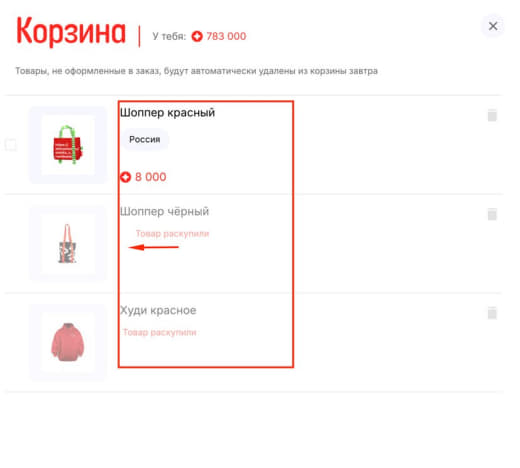 Корзина
У тебя: 783 000
Товары, не оформленные в заказ, будут автоматически удалены из корзины завтра
Шоппер красный
Россия
8 000
Шоппер чёрный
Товар раскупили
Худи красное
Товар раскупили